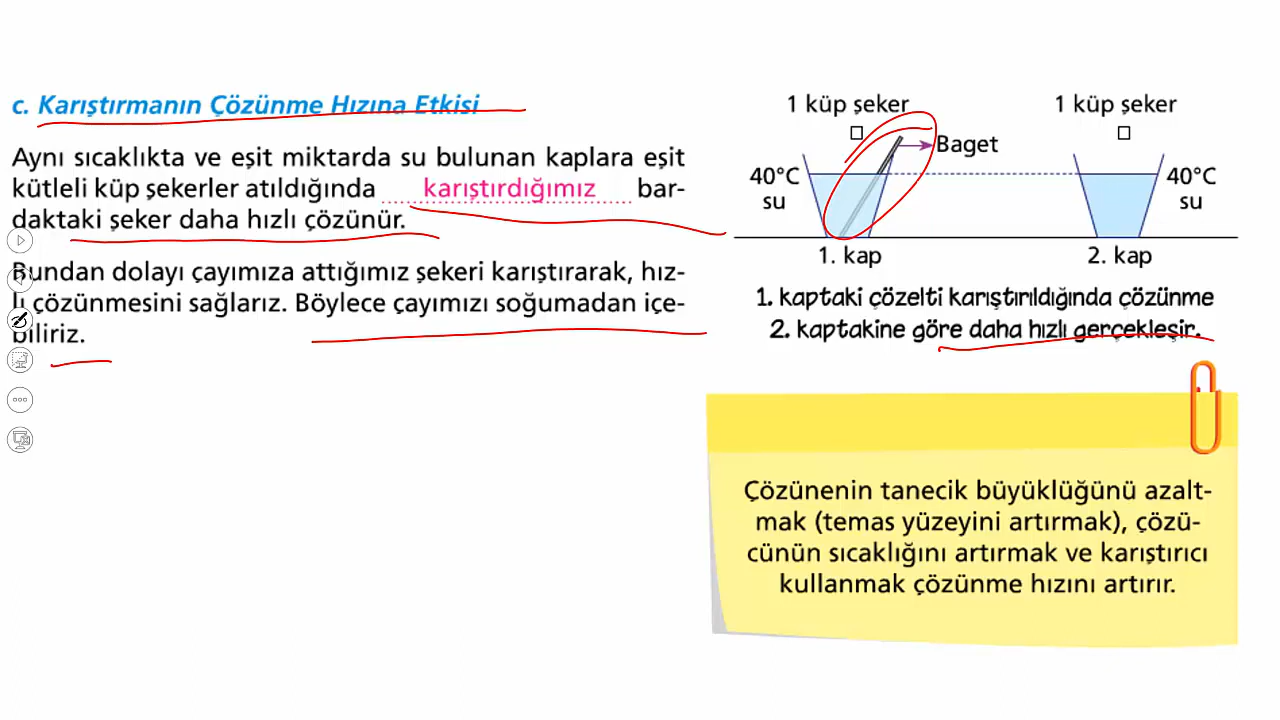 c. Karıştırmanın Çözünme Hızına Etkisi
Aynı sıcaklıkta ve eşit miktarda su bulunan kaplara eşit
kütleli küp şekerler atıldığında karıştırdığımız bar-
daktaki şeker daha hızlı çözünür.
Bundan dolayı çayımıza attığımız şekeri karıştırarak, hız-
lı çözünmesini sağlarız. Böylece çayımızı soğumadan içe-
biliriz.
1 küp şeker
1 küp şeker
Baget
40°C
su
40°C
su
1. kap
2. kap
1. kaptaki çözelti karıştırıldığında çözünme
2. kaptakine göre daha hızlı gerçekleşir.
Çözünenin tanecik büyüklüğünü azalt-
mak (temas yüzeyini artırmak), çözü-
cünün sıcaklığını artırmak ve karıştırıcı
kullanmak çözünme hızını artırır.